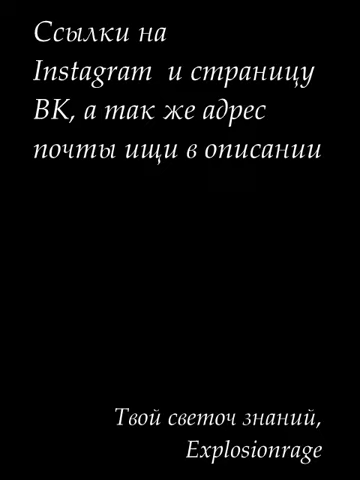 Ссылки на
Instagram и страницу
ВК, а так же адрес
почты ищи в описании
Твой светоч знаний,
Explosionrage